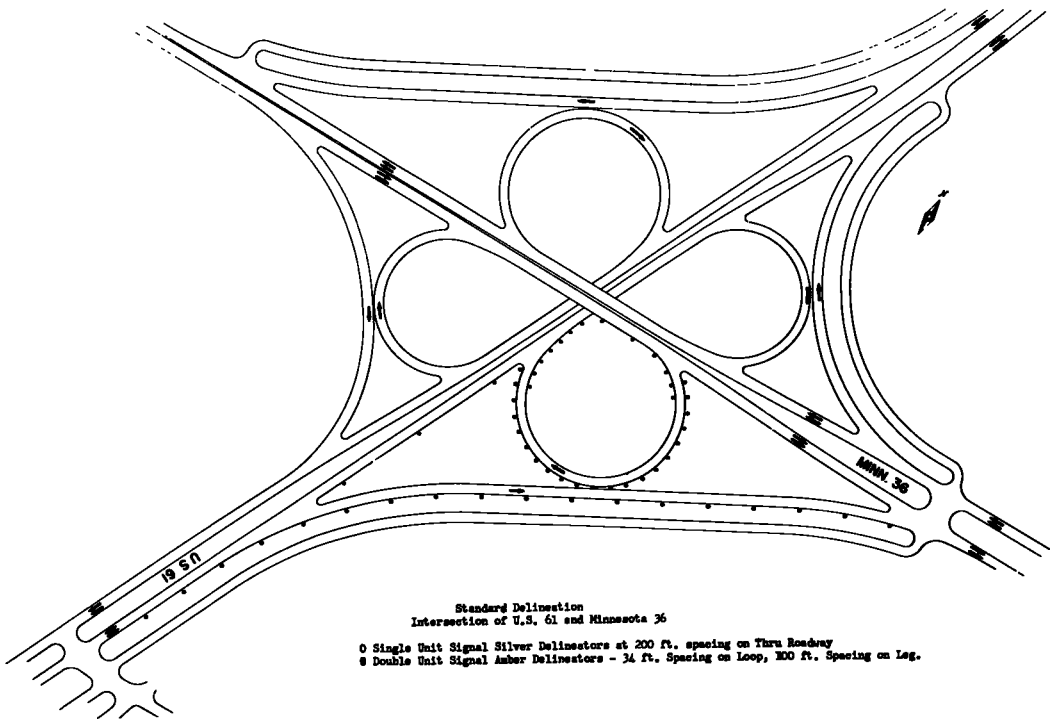 N
MINN. 36
U S 61
Standard Delineation
Intersection of U.S. 61 and Minnesota 36
O Single Unit Signal Silver Delineators at 200 ft. spacing on Thru Roadway
Double Unit Signal Amber Delineators - 34 ft. Spacing on Loop, 100 ft. Spacing on Leg.